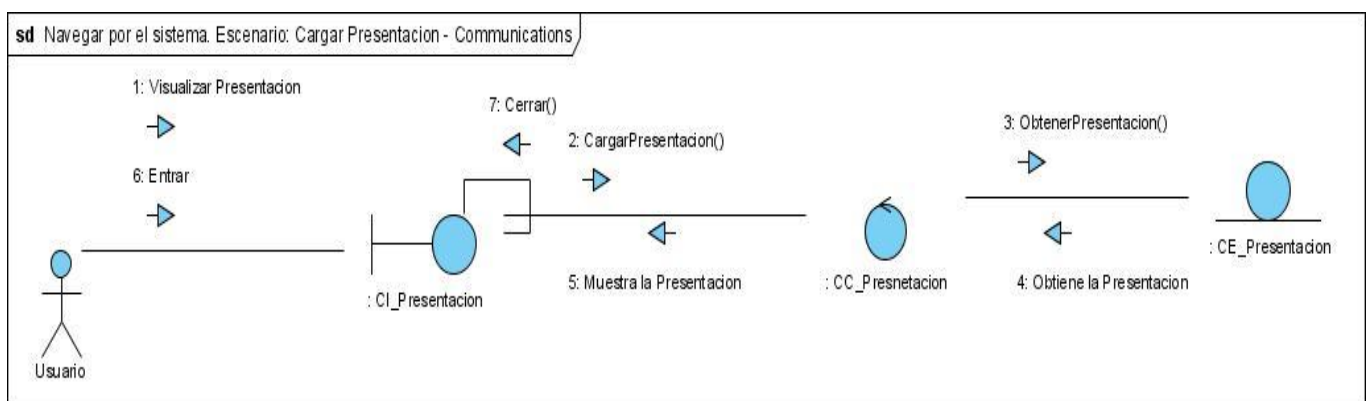 sd Navegar por el sistema. Escenario: Cargar Presentacion - Communications
1: Visualizar Presentacion
6: Entrar
7: Cerrar()
2: CargarPresentacion()
3: ObtenerPresentacion()
5: Muestra la Presentacion
4: Obtiene la Presentacion
: CI_Presentacion
: CC_Presnetacion
: CE_Presentacion
Usuario